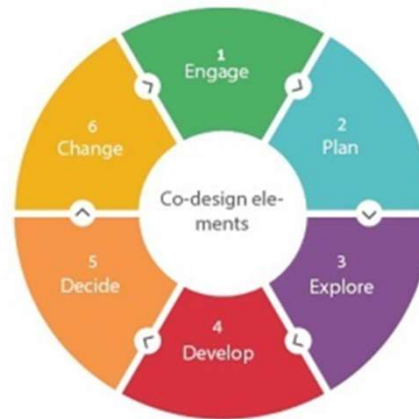 1
Engage
2
Plan
3
Explore
4
Develop
5
Decide
6
Change
Co-design ele-
ments